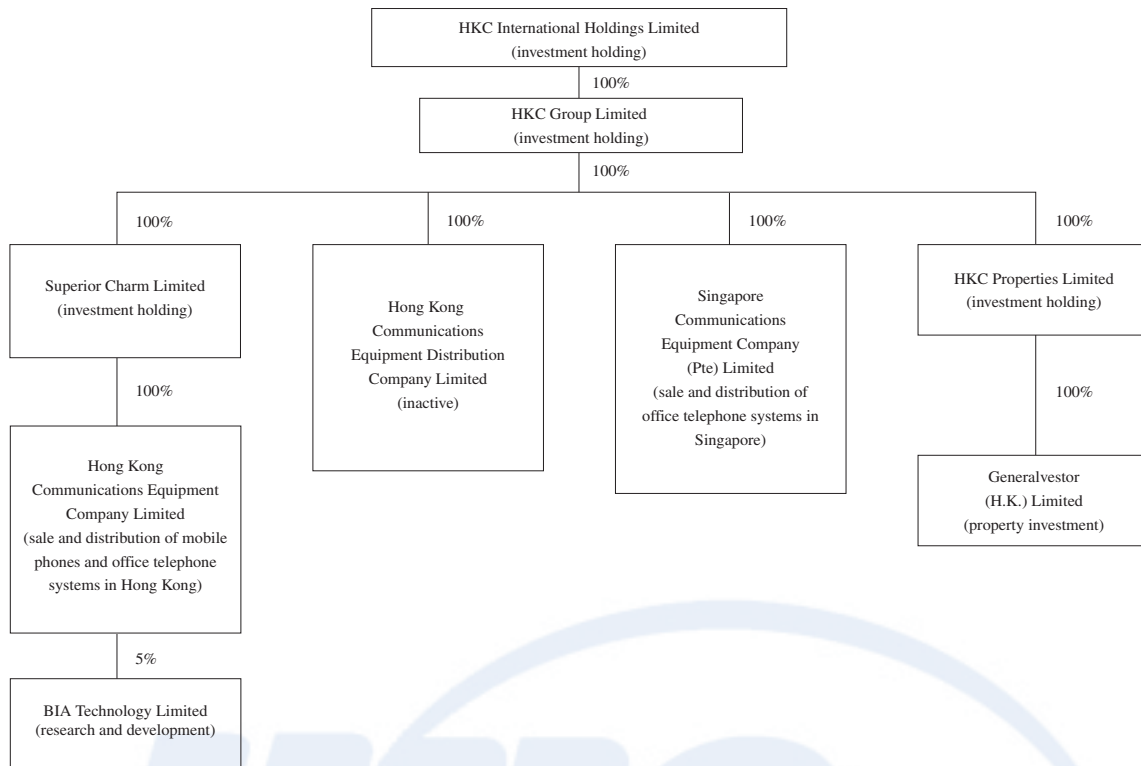 HKC International Holdings Limited
(investment holding)
100%
HKC Group Limited
(investment holding)
100%
100%
100%
100%
100%
Superior Charm Limited
(investment holding)
Hong Kong
Communications
Equipment Distribution
Company Limited
(inactive)
Singapore
Communications
Equipment Company
(Pte) Limited
(sale and distribution of
office telephone systems in
Singapore)
HKC Properties Limited
(investment holding)
100%
100%
Hong Kong
Communications Equipment
Company Limited
(sale and distribution of mobile
phones and office telephone
systems in Hong Kong)
Generalvestor
(H.K.) Limited
(property investment)
5%
BIA Technology Limited
(research and development)